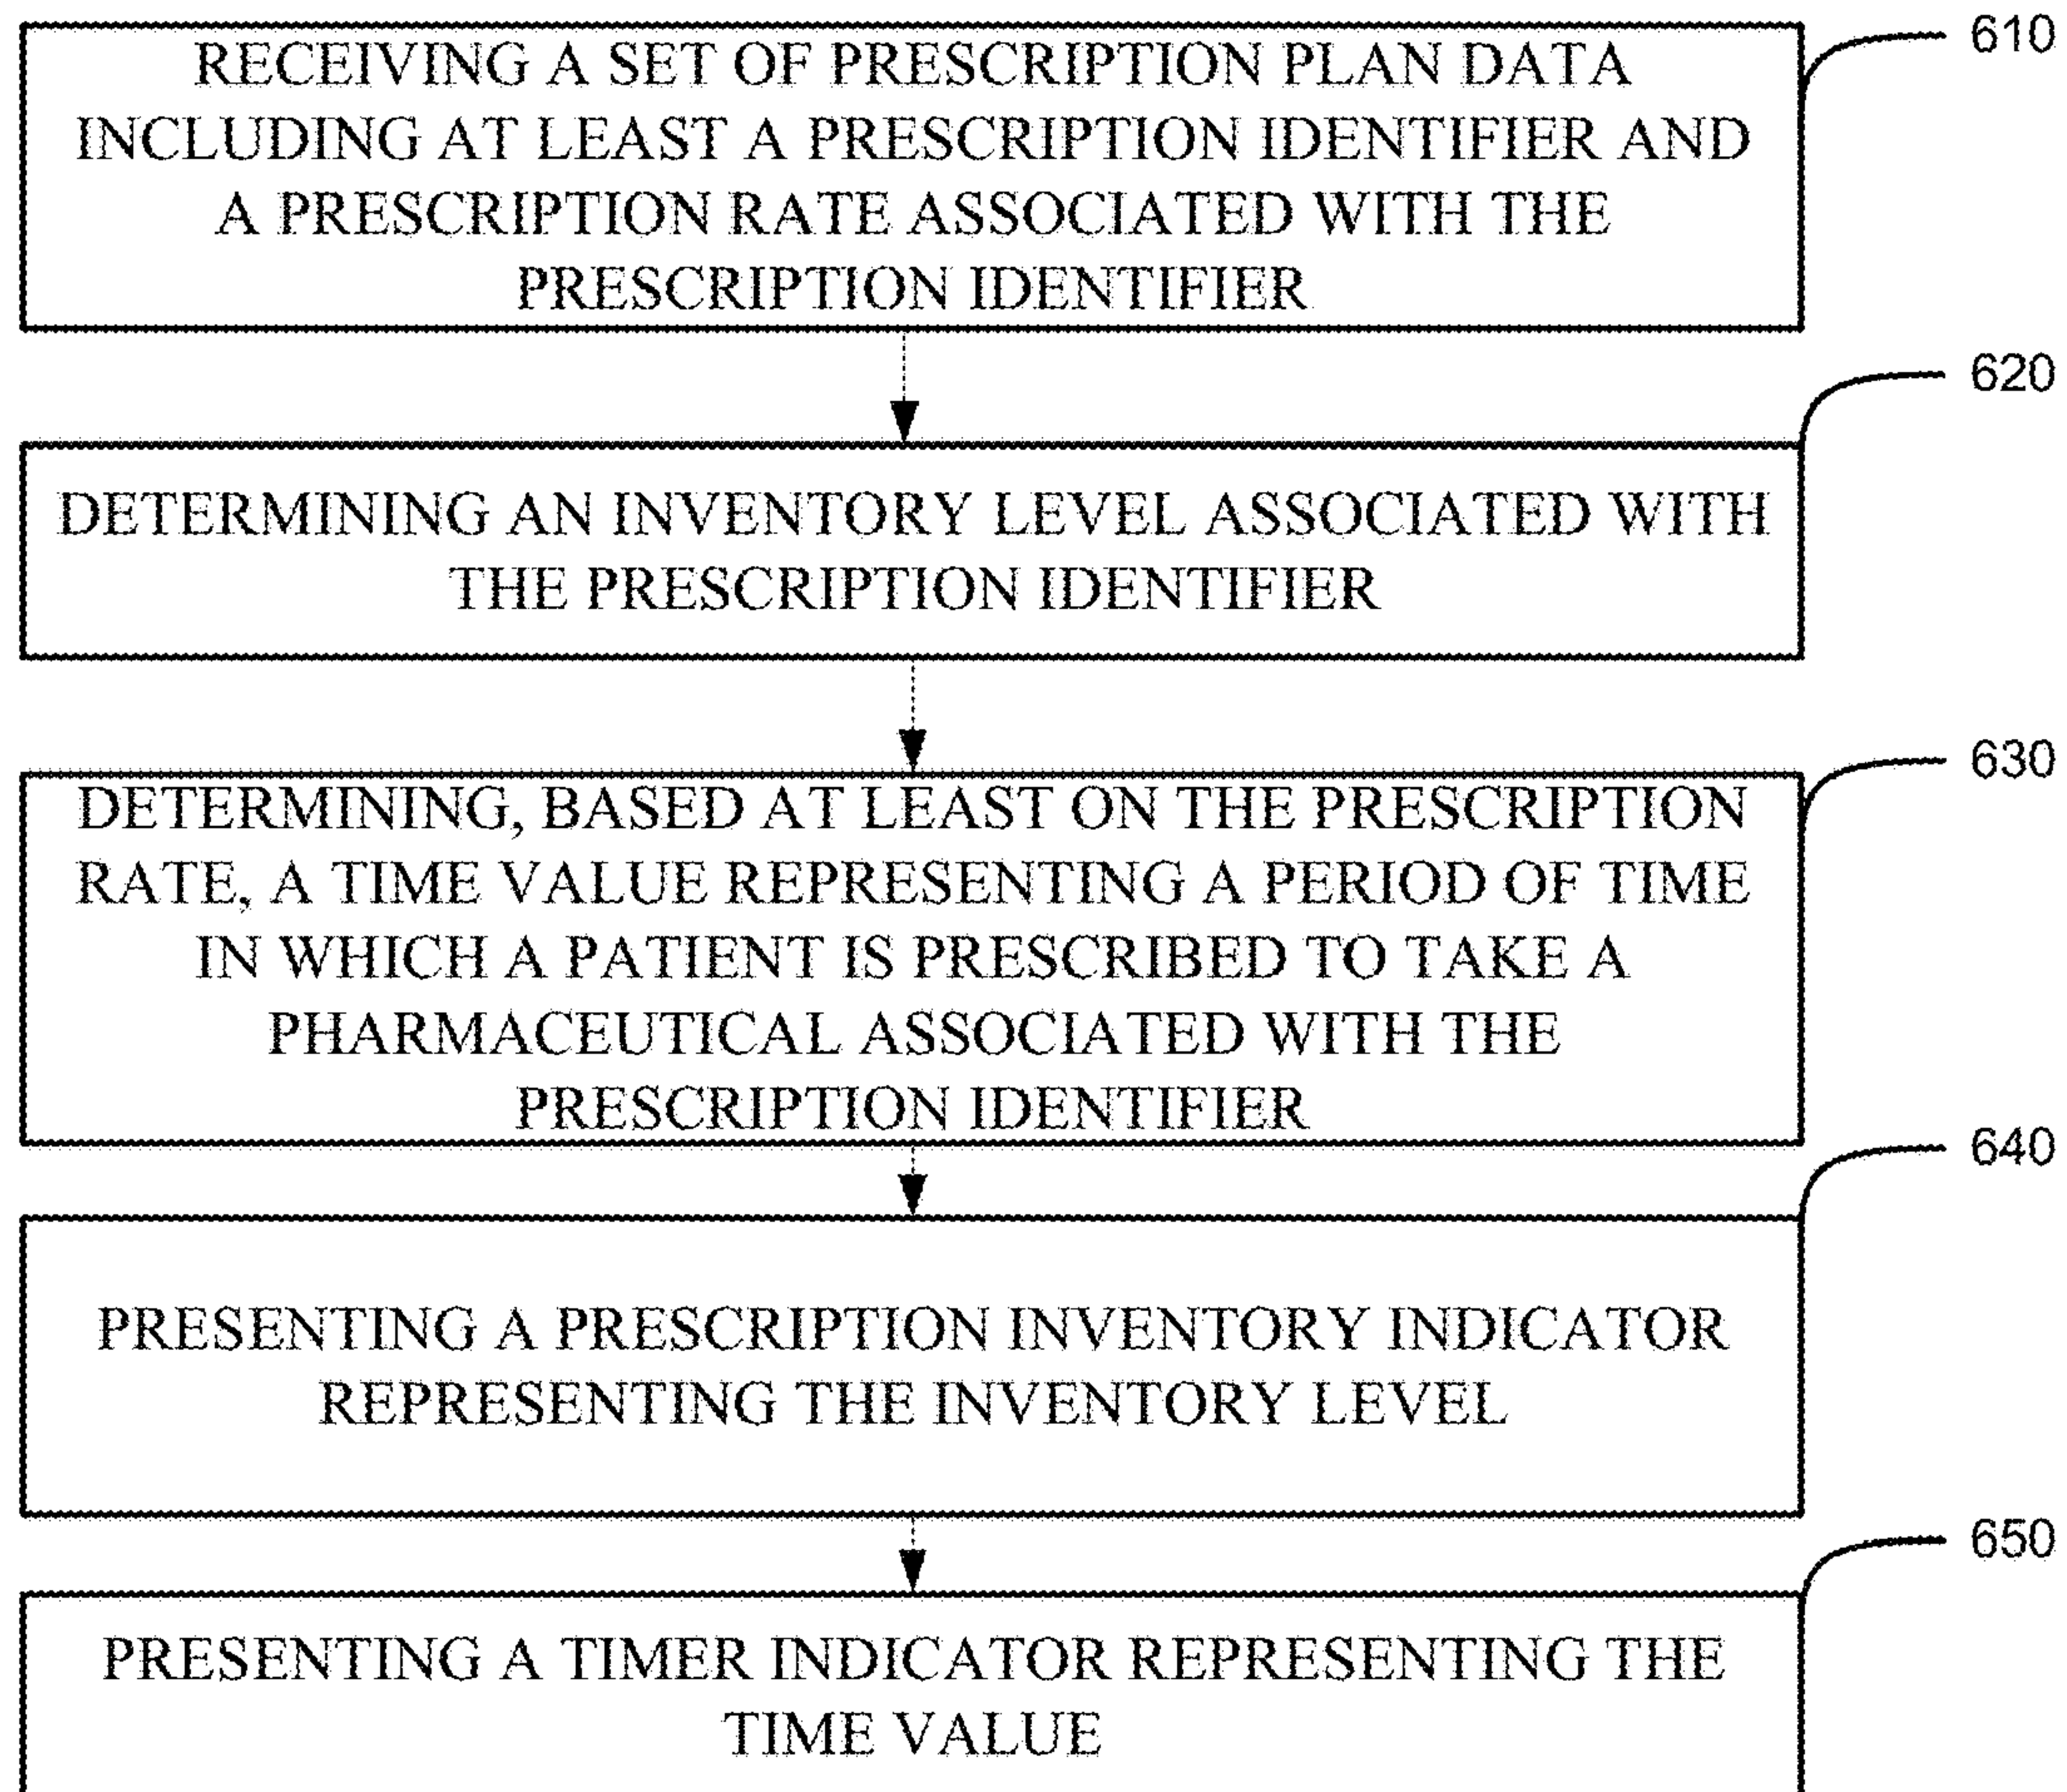 610
RECEIVING A SET OF PRESCRIPTION PLAN DATA
INCLUDING AT LEAST A PRESCRIPTION IDENTIFIER AND
A PRESCRIPTION RATE ASSOCIATED WITH THE
PRESCRIPTION IDENTIFIER
620
DETERMINING AN INVENTORY LEVEL ASSOCIATED WITH
THE PRESCRIPTION IDENTIFIER
630
DETERMINING, BASED AT LEAST ON THE PRESCRIPTION
RATE, A TIME VALUE REPRESENTING A PERIOD OF TIME
IN WHICH A PATIENT IS PRESCRIBED TO TAKE A
PHARMACEUTICAL ASSOCIATED WITH THE
PRESCRIPTION IDENTIFIER
640
PRESENTING A PRESCRIPTION INVENTORY INDICATOR
REPRESENTING THE INVENTORY LEVEL
650
PRESENTING A TIMER INDICATOR REPRESENTING THE
TIME VALUE